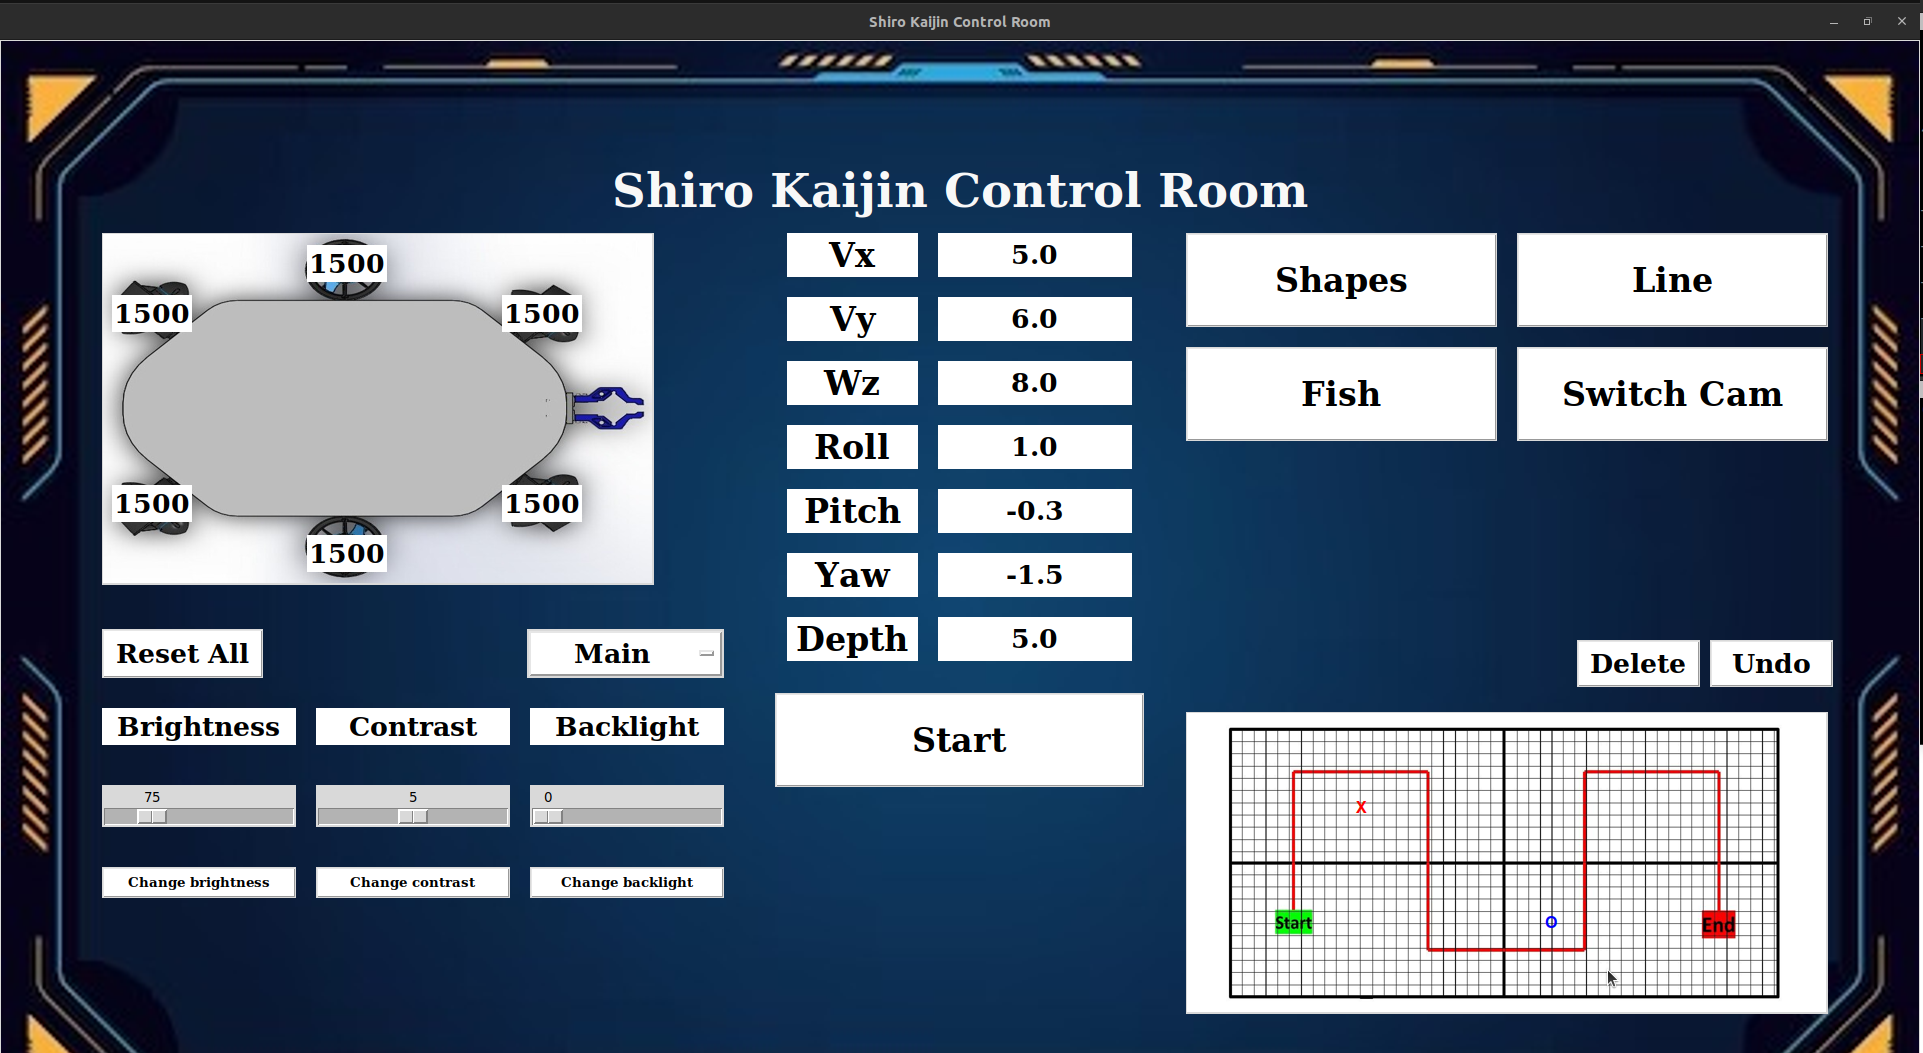 Shiro Kaijin Control Room
Shiro Kaijin Control Room
1500
1500
1500
1500
1500
1500
Reset All
Main
Brightness
Contrast
Backlight
75
5
0
Change brightness
Change contrast
Change backlight
Vx
5.0
Vy
6.0
Wz
8.0
Roll
1.0
Pitch
-0.3
Yaw
-1.5
Depth
5.0
Start
Shapes
Line
Fish
Switch Cam
Delete
Undo
X
Start
O
End